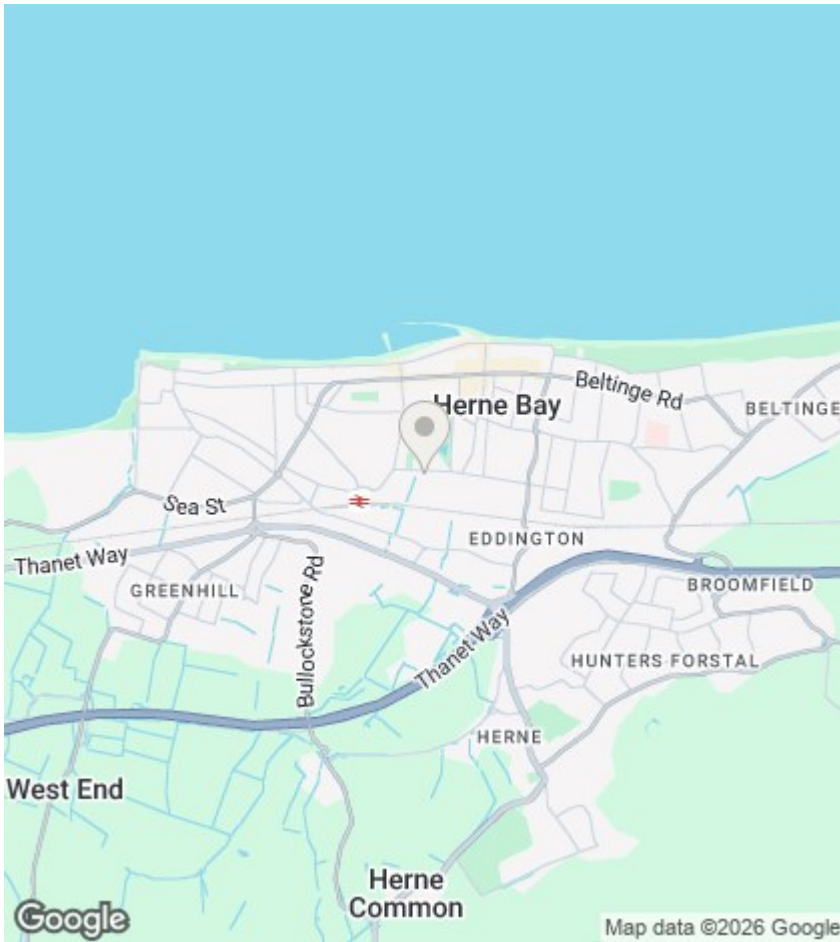 Beltinge Rd
Herne Bay
BELTINGE
Sea St
EDDINGTON
Thanet Way
GREENHILL
Bullockstone Rd
BROOMFIELD
Thanet Way
HUNTERS FORSTAL
HERNE
West End
Herne
Common
Google
Map data ©2026 Google